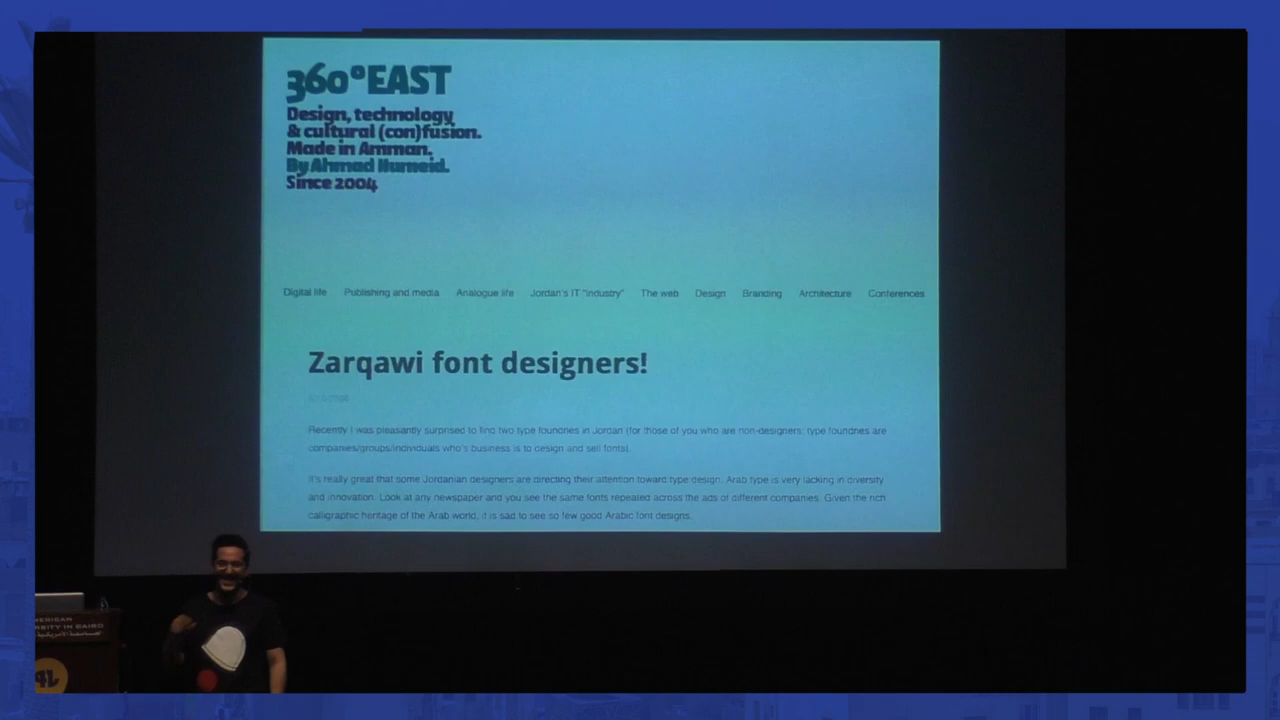 360°EAST
Design, technology
& cultural (con)fusion.
Made in Amman.
By Ahmad Humeid.
Since 2004
Digital life Publishing and media Analogue life Jordan's IT "industry" The web Design Branding Architecture Conferences
Zarqawi font designers!
Recently I was pleasantly surprised to find two type foundries in Jordan (for those of you who are non-designers: type foundries are
companies/groups/individuals who's business is to design and sell fonts).
It's really great that some Jordanian designers are directing their attention toward type design. Arab type is very lacking in diversity
and innovation. Look at any newspaper and you see the same fonts repeated across the ads of different companies. Given the rich
calligraphic heritage of the Arab world, it is sad to see so few good Arabic font designs.
MERICAN
RSITY IN CAIRO